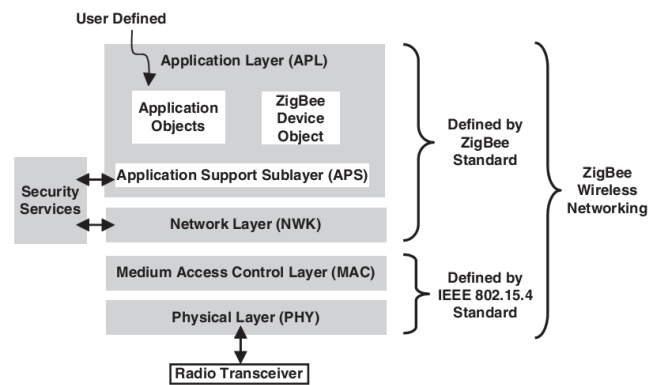 User Defined
Application Layer (APL)
Application
Objects
ZigBee
Device
Object
Application Support Sublayer (APS)
Security
Services
Network Layer (NWK)
Medium Access Control Layer (MAC)
Physical Layer (PHY)
Radio Transceiver
Defined by
ZigBee
Standard
Defined by
IEEE 802.15.4
Standard
ZigBee
Wireless
Networking